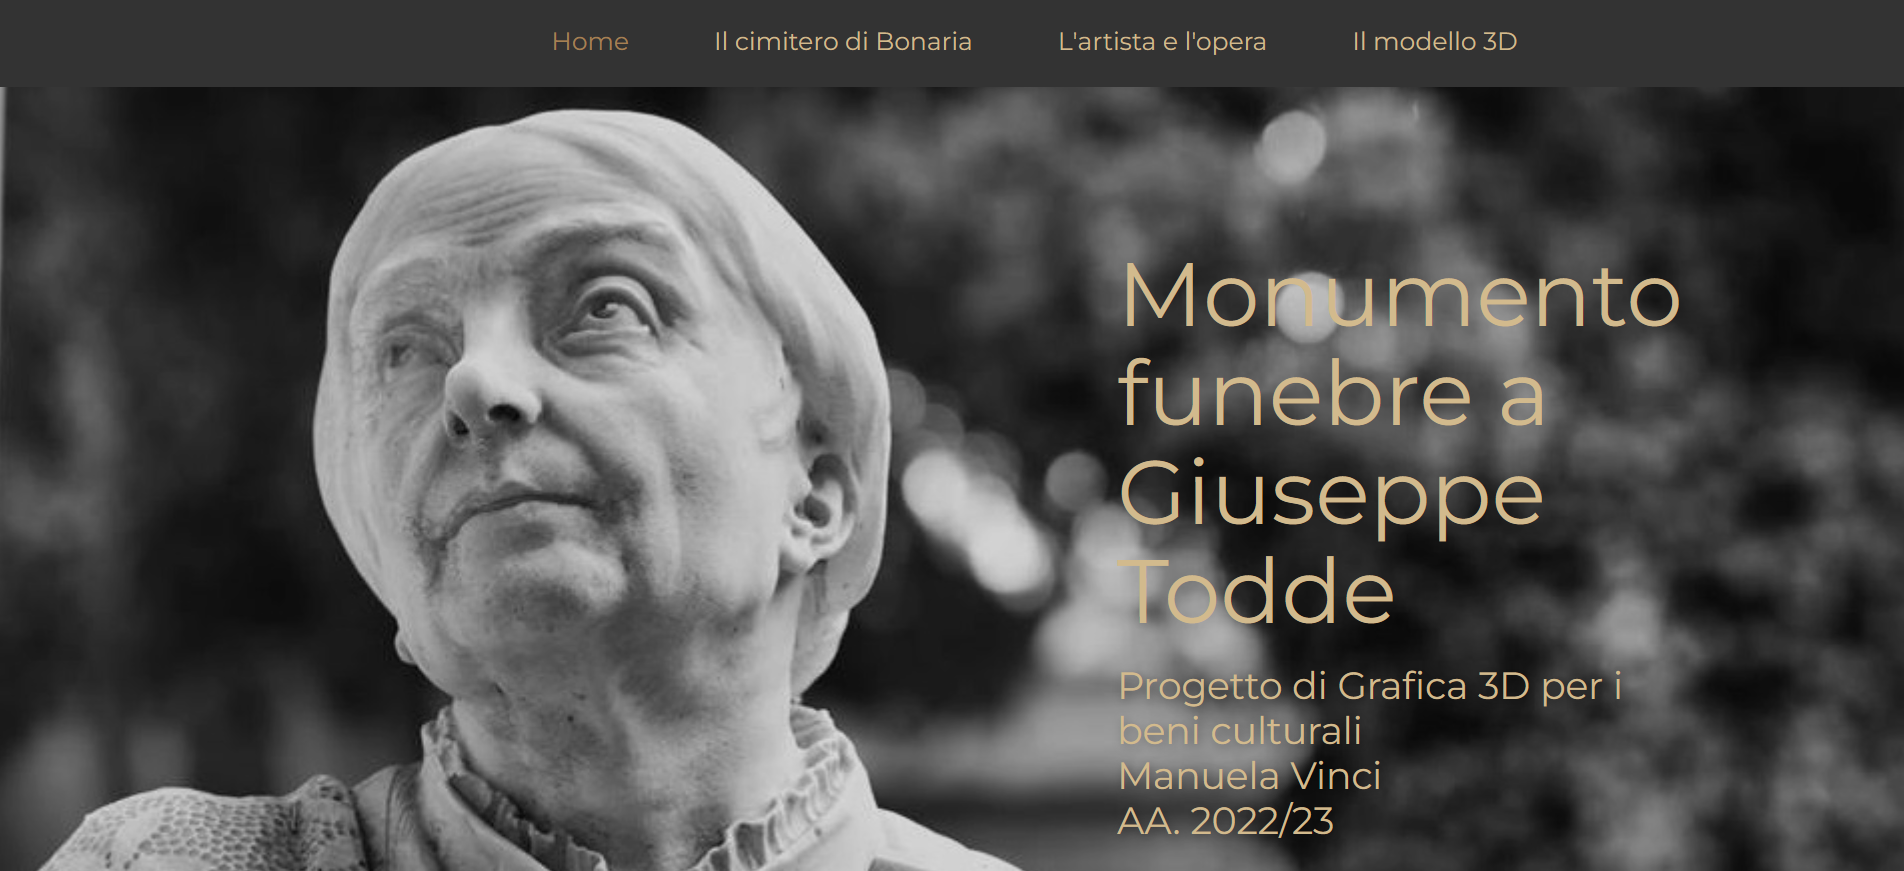 Home
Il cimitero di Bonaria
L'artista e l'opera
Il modello 3D
Monumento
funebre a
Giuseppe
Todde
Progetto di Grafica 3D per i
beni culturali
Manuela Vinci
AA. 2022/23